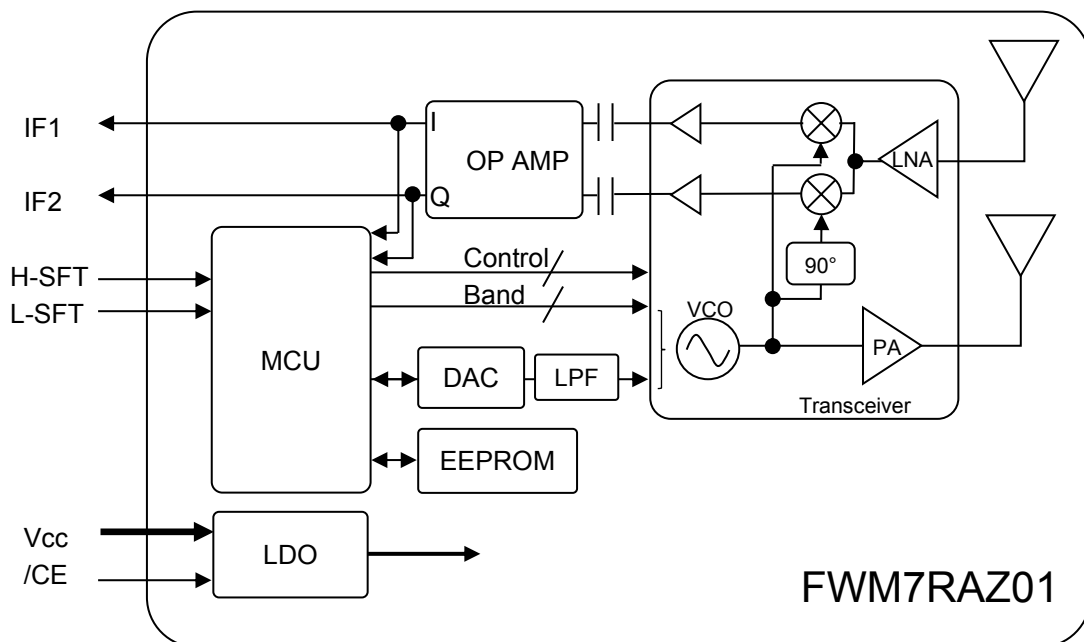 IF1
I
OP AMP
LNA
IF2
Q
H-SFT
L-SFT
Control
90°
Band
VCO
MCU
PA
DAC
LPF
Transceiver
EEPROM
Vcc
/CE
LDO
FWM7RAZ01